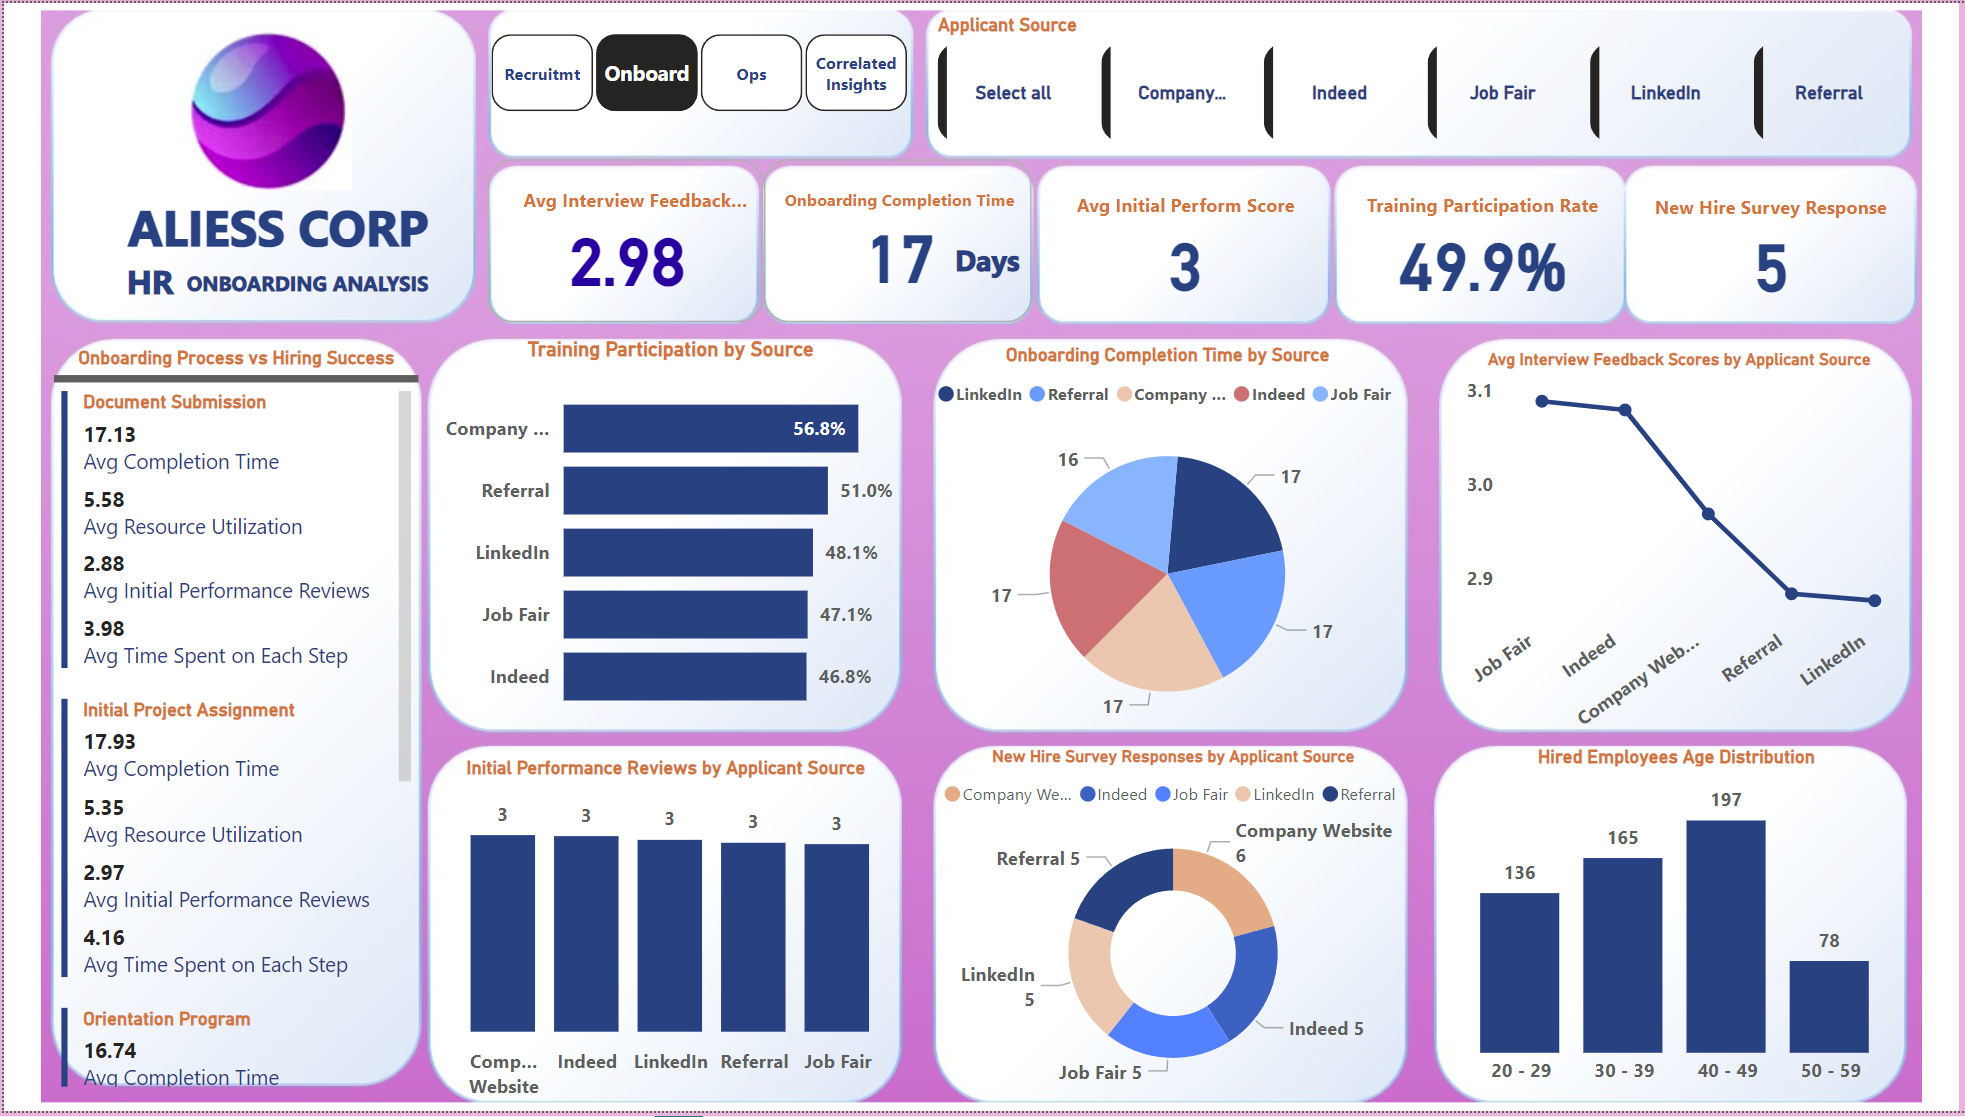 ALIESS CORP
HR ONBOARDING ANALYSIS
Recruitmt
Onboard
Ops
Correlated
Insights
Applicant Source
Select all
Company...
Indeed
Job Fair
LinkedIn
Referral
Avg Interview Feedback...
2.98
Onboarding Completion Time
17 Days
Avg Initial Perform Score
3
Training Participation Rate
49.9%
New Hire Survey Response
5
Onboarding Process vs Hiring Success
Document Submission
17.13
Avg Completion Time
5.58
Avg Resource Utilization
2.88
Avg Initial Performance Reviews
3.98
Avg Time Spent on Each Step
Initial Project Assignment
17.93
Avg Completion Time
5.35
Avg Resource Utilization
2.97
Avg Initial Performance Reviews
4.16
Avg Time Spent on Each Step
Orientation Program
16.74
Avg Completion Time
Training Participation by Source
Company ... 56.8%
Referral 51.0%
LinkedIn 48.1%
Job Fair 47.1%
Indeed 46.8%
Onboarding Completion Time by Source
LinkedIn Referral Company ... Indeed Job Fair
16
17
17
17
17
Avg Interview Feedback Scores by Applicant Source
3.1
3.0
2.9
Job Fair
Indeed
Company Web...
Referral
LinkedIn
Initial Performance Reviews by Applicant Source
3 3 3 3 3
Comp...
Website
Indeed
LinkedIn
Referral
Job Fair
New Hire Survey Responses by Applicant Source
Company We... Indeed Job Fair LinkedIn Referral
Company Website
6
Referral 5
LinkedIn
5
Indeed 5
Job Fair 5
Hired Employees Age Distribution
136
165
197
78
20 - 29
30 - 39
40 - 49
50 - 59